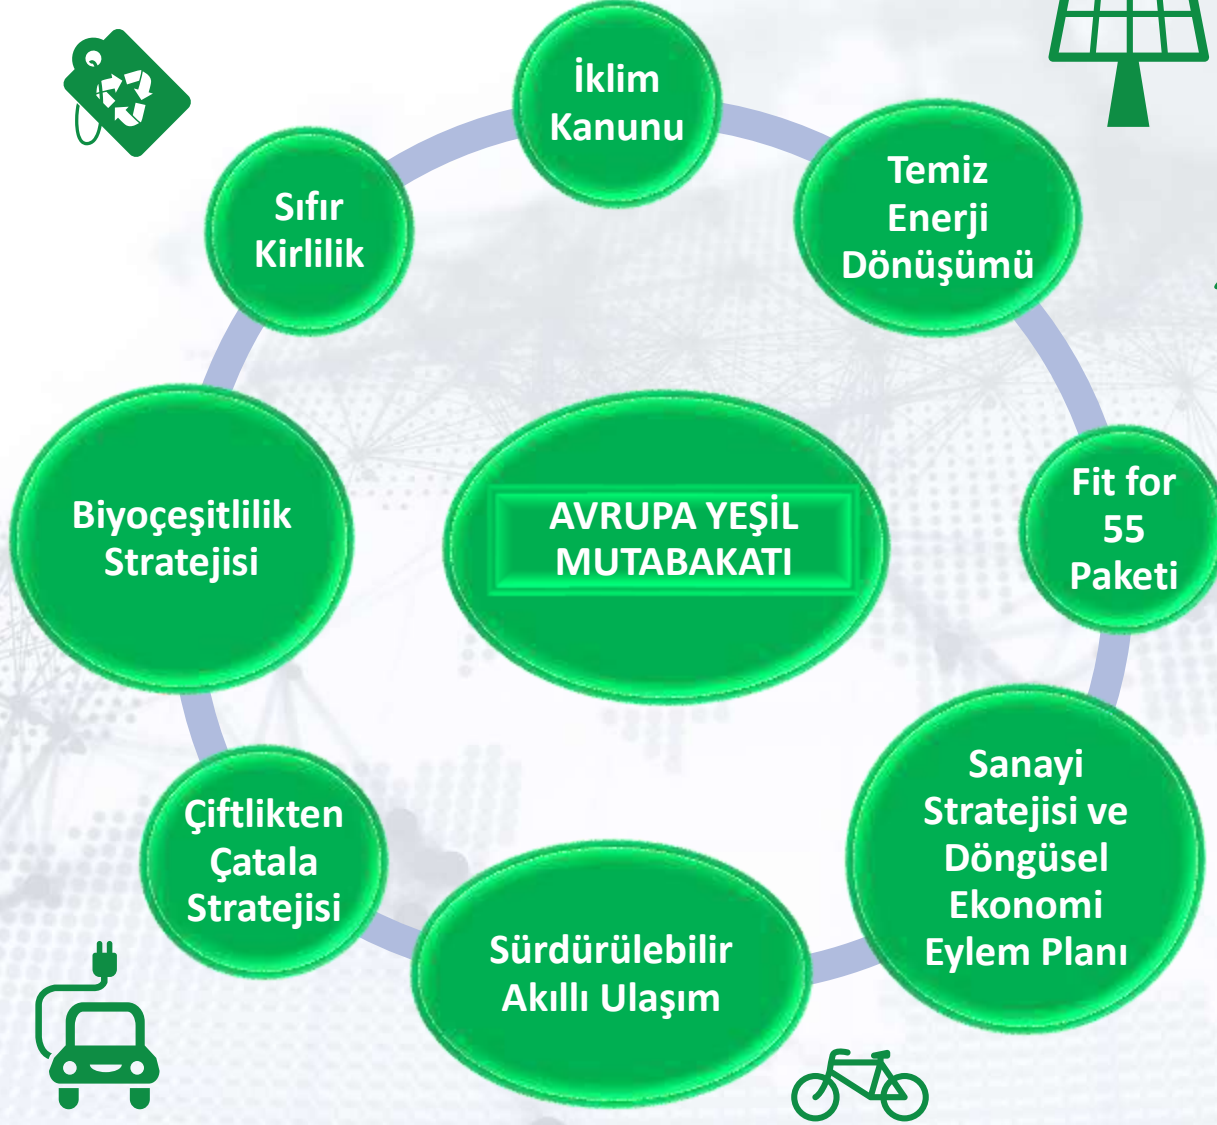 İklim
Kanunu
Temiz
Enerji
Dönüşümü
Fit for
55
Paketi
Sanayi
Stratejisi ve
Döngüsel
Ekonomi
Eylem Planı
Sürdürülebilir
Akıllı Ulaşım
Çiftlikten
Çatala
Stratejisi
Biyoçeşitlilik
Stratejisi
Sıfır
Kirlilik
AVRUPA YEŞİL
MUTABAKATI